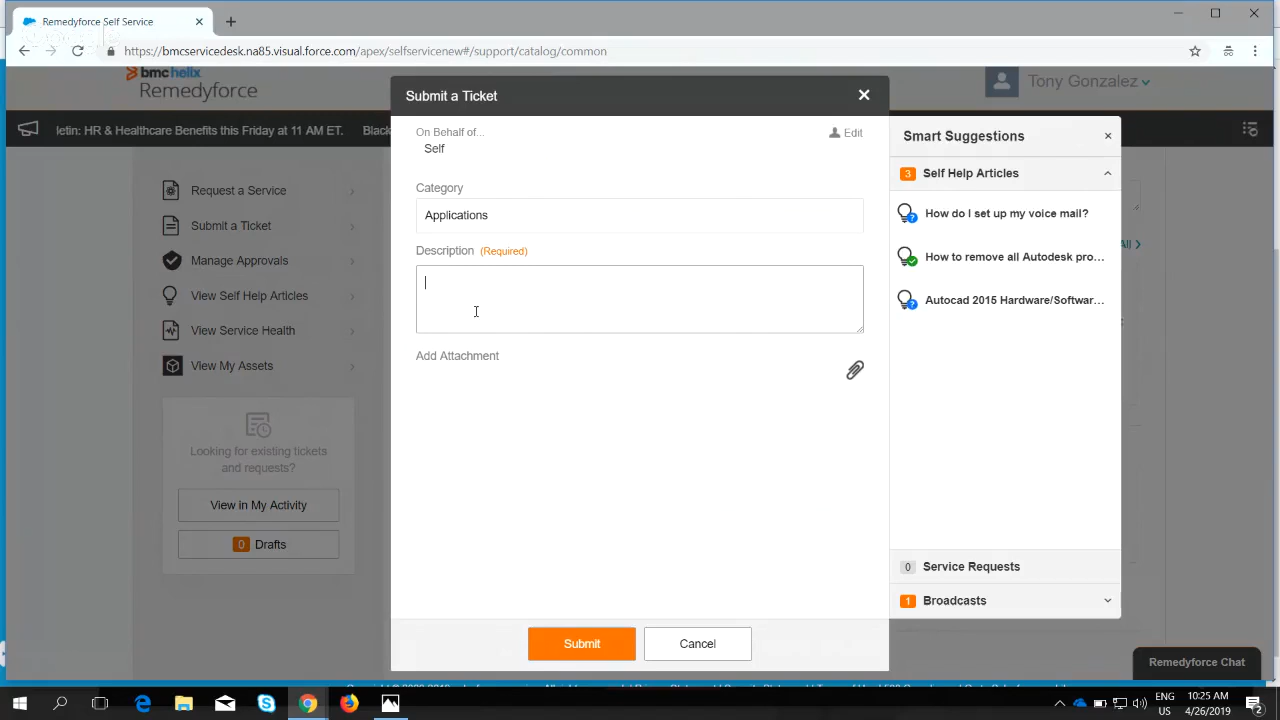 Remedyforce Self Service
https://bmcservicedesk.na85.visual.force.com/apex/selfservicenew#/support/catalog/common
bmc helix
Remedyforce
Tony Gonzalez
letin: HR & Healthcare Benefits this Friday at 11 AM ET.
Request a Service
Submit a Ticket
Manage Approvals
View Self Help Articles
View Service Health
View My Assets
Looking for existing tickets
and requests?
View in My Activity
0 Drafts
Submit a Ticket
On Behalf of...
Edit
Self
Category
Applications
Description (Required)
Add Attachment
Submit
Cancel
Smart Suggestions
3 Self Help Articles
How do I set up my voice mail?
How to remove all Autodesk pro...
Autocad 2015 Hardware/Softwar...
0 Service Requests
1 Broadcasts
Remedyforce Chat
ENG
US
10:25 AM
4/26/2019
2